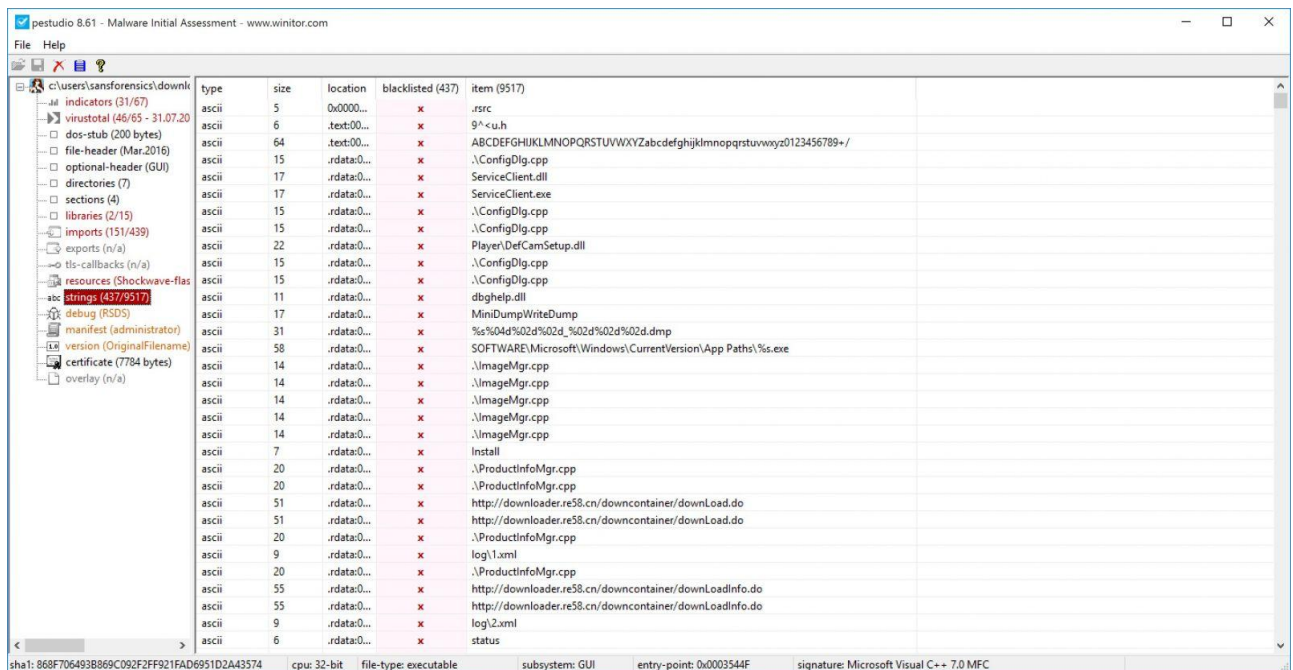 pestudio 8.61 - Malware Initial Assessment - www.winitor.com
File Help
c:\users\sansforensics\downlc
indicators (31/67)
virustotal (46/65 - 31.07.20
dos-stub (200 bytes)
file-header (Mar.2016)
optional-header (GUI)
directories (7)
sections (4)
libraries (2/15)
imports (151/439)
exports (n/a)
tls-callbacks (n/a)
resources (Shockwave-flas
abc strings (437/9517)
debug (RSDS)
manifest (administrator)
1.0 version (OriginalFilename)
certificate (7784 bytes)
overlay (n/a)
type size location blacklisted (437) item (9517)
ascii 5 0x0000... x .rsrc
ascii 6 .text:00... x 9^<u.h
ascii 64 .text:00... x ABCDEFGHIJKLMNOPQRSTUVWXYZabcdefghijklmnopqrstuvwxyz0123456789+/
ascii 15 .rdata:0... x .\ConfigDlg.cpp
ascii 17 .rdata:0... x ServiceClient.dll
ascii 17 .rdata:0... x ServiceClient.exe
ascii 15 .rdata:0... x .\ConfigDlg.cpp
ascii 15 .rdata:0... x .\ConfigDlg.cpp
ascii 22 .rdata:0... x Player\DefCamSetup.dll
ascii 15 .rdata:0... x .\ConfigDlg.cpp
ascii 15 .rdata:0... x .\ConfigDlg.cpp
ascii 11 .rdata:0... x dbghelp.dll
ascii 17 .rdata:0... x MiniDumpWriteDump
ascii 31 .rdata:0... x %s%04d%02d%02d_%02d%02d%02d.dmp
ascii 58 .rdata:0... x SOFTWARE\Microsoft\Windows\CurrentVersion\App Paths\%s.exe
ascii 14 .rdata:0... x .\ImageMgr.cpp
ascii 14 .rdata:0... x .\ImageMgr.cpp
ascii 14 .rdata:0... x .\ImageMgr.cpp
ascii 14 .rdata:0... x .\ImageMgr.cpp
ascii 14 .rdata:0... x .\ImageMgr.cpp
ascii 7 .rdata:0... x Install
ascii 20 .rdata:0... x .\ProductInfoMgr.cpp
ascii 20 .rdata:0... x .\ProductInfoMgr.cpp
ascii 51 .rdata:0... x http://downloader.re58.cn/downcontainer/downLoad.do
ascii 51 .rdata:0... x http://downloader.re58.cn/downcontainer/downLoad.do
ascii 20 .rdata:0... x .\ProductInfoMgr.cpp
ascii 9 .rdata:0... x log\1.xml
ascii 20 .rdata:0... x .\ProductInfoMgr.cpp
ascii 55 .rdata:0... x http://downloader.re58.cn/downcontainer/downLoadInfo.do
ascii 55 .rdata:0... x http://downloader.re58.cn/downcontainer/downLoadInfo.do
ascii 9 .rdata:0... x log\2.xml
ascii 6 .rdata:0... x status
sha1: 868F706493B869C092F2FF921FAD6951D2A43574 cpu: 32-bit file-type: executable subsystem: GUI entry-point: 0x0003544F signature: Microsoft Visual C++ 7.0 MFC